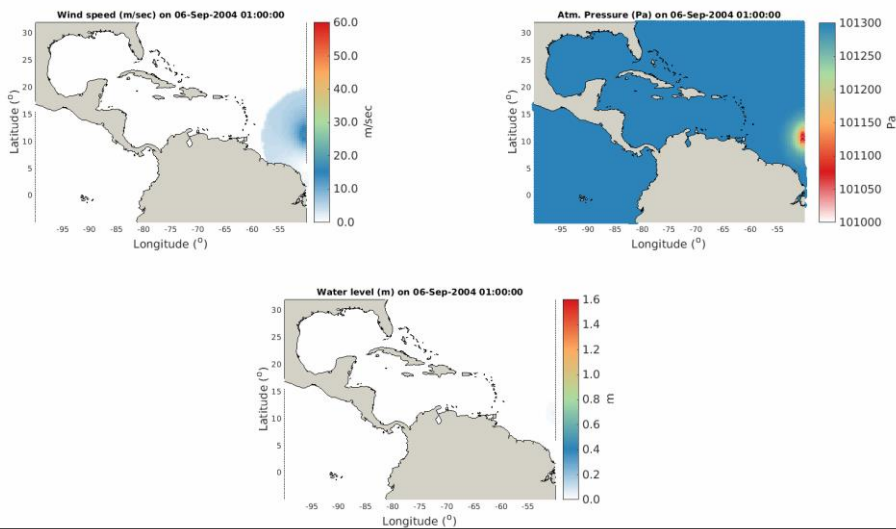 Wind speed (m/sec) on 06-Sep-2004 01:00:00
30
25
20
15
10
5
0
Latitude (°)
-95 -90 -85 -80 -75 -70 -65 -60 -55
Longitude (°)
60.0
50.0
40.0
30.0
20.0
10.0
0.0
m/sec
Atm. Pressure (Pa) on 06-Sep-2004 01:00:00
30
25
20
15
10
5
0
Latitude (°)
-95 -90 -85 -80 -75 -70 -65 -60 -55
Longitude (°)
101300
101250
101200
101150
101100
101050
101000
Pa
Water level (m) on 06-Sep-2004 01:00:00
30
25
20
15
10
5
0
Latitude (°)
-95 -90 -85 -80 -75 -70 -65 -60 -55
Longitude (°)
1.6
1.4
1.2
1.0
0.8
0.6
0.4
0.2
0.0
m